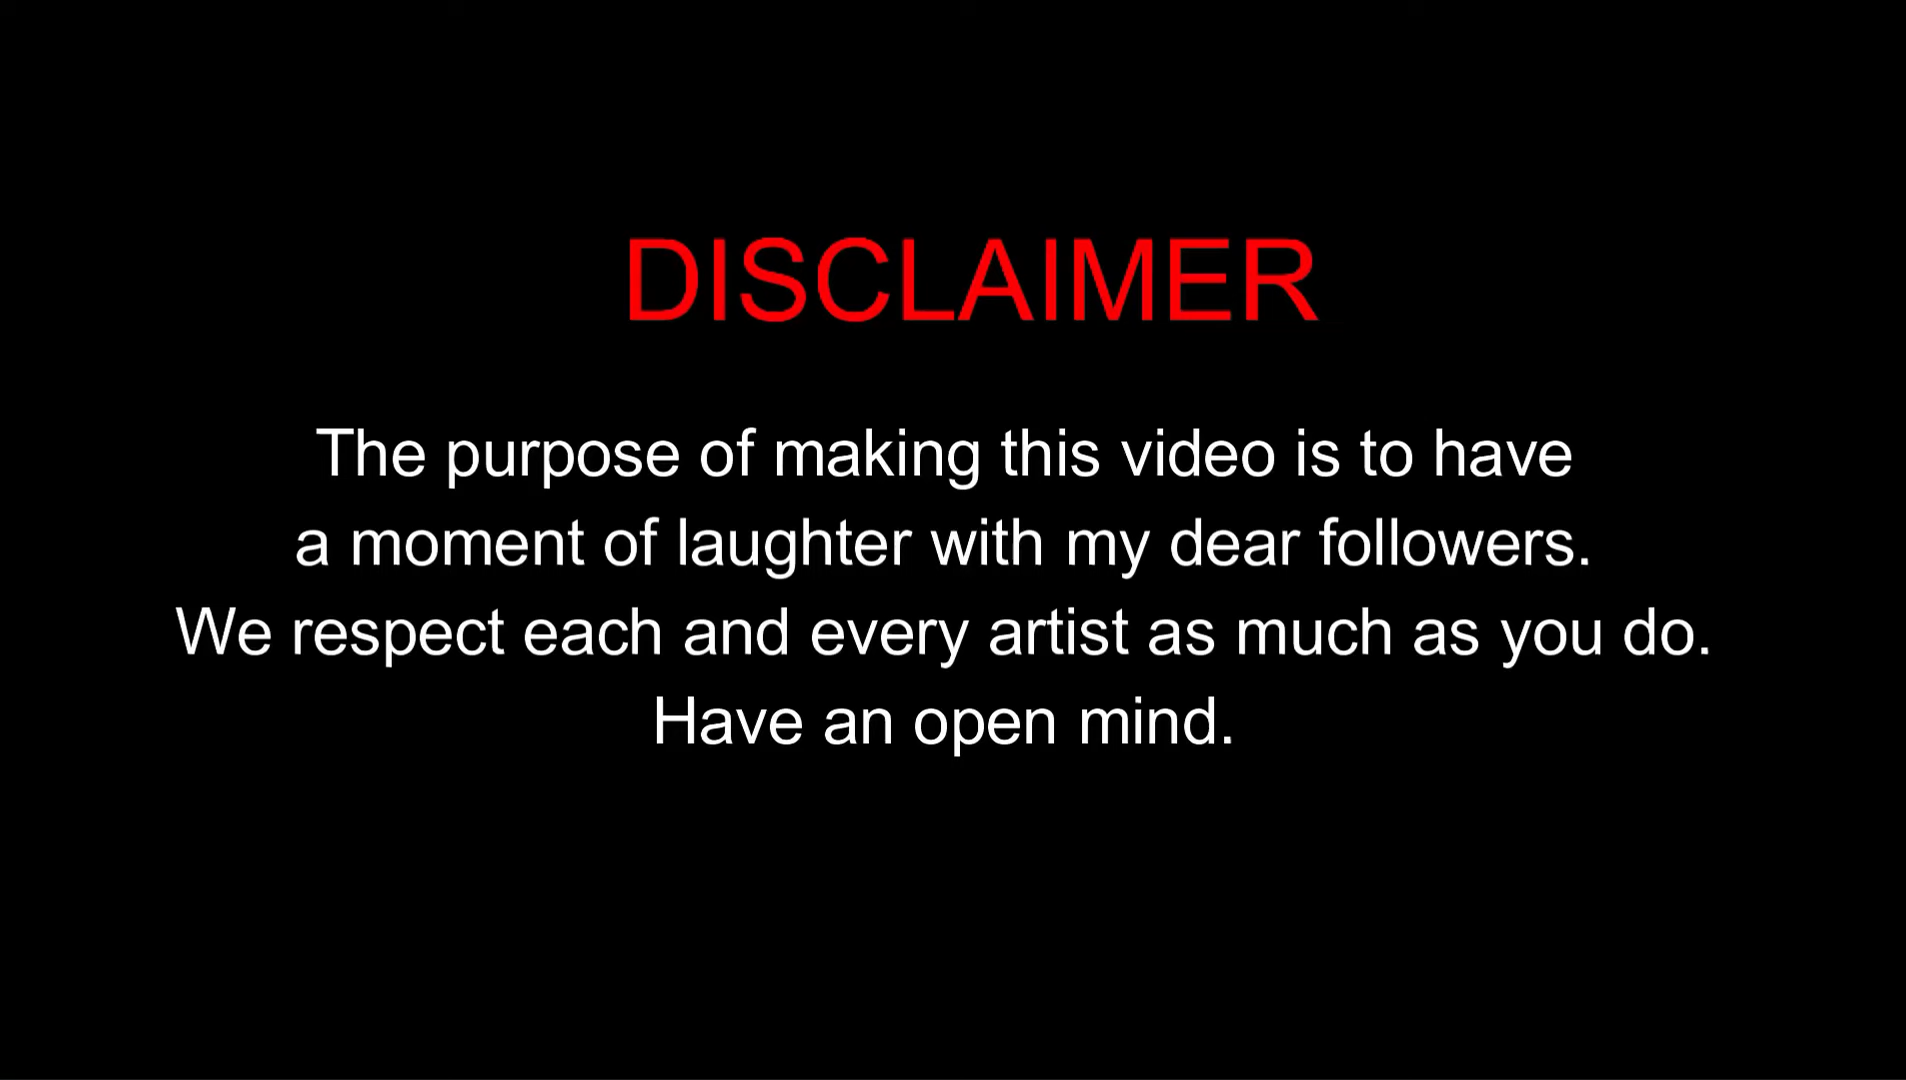 DISCLAIMER
The purpose of making this video is to have
a moment of laughter with my dear followers.
We respect each and every artist as much as you do.
Have an open mind.